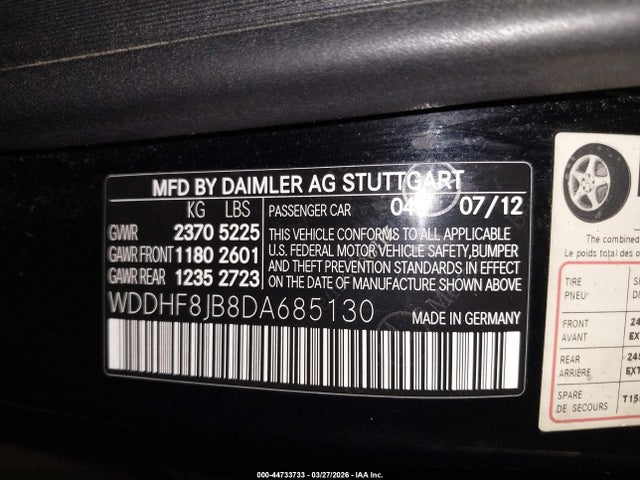 MFD BY DAIMLER AG STUTTGART
KG LBS
PASSENGER CAR 07/12
GVWR 2370 5225
GAWR FRONT 1180 2601
GAWR REAR 1235 2723
THIS VEHICLE CONFORMS TO ALL APPLICABLE
U.S. FEDERAL MOTOR VEHICLE SAFETY, BUMPER
AND THEFT PREVENTION STANDARDS IN EFFECT
ON THE DATE OF MANUFACTURE SHOWN ABOVE
WDDHF8JB8DA685130
MADE IN GERMANY
The combined
Le poids total des
TIRE
PNEU
FRONT
AVANT
REAR
ARRIÈRE
SPARE
DE SECOURS
000-44733733 - 03/27/2026 - IAA Inc.